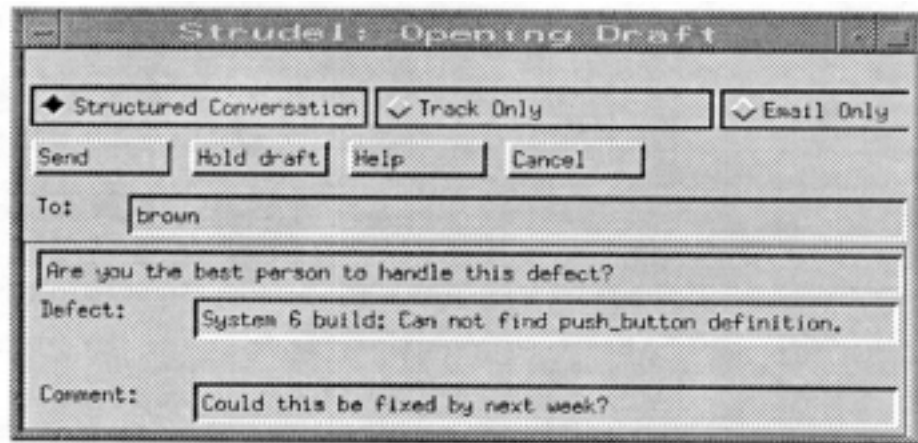 Strudel: Opening Draft
Structured Conversation Track Only Email Only
Send Hold draft Help Cancel
To: brown
Are you the best person to handle this defect?
Defect: System 6 build: Can not find push_button definition.
Comment: Could this be fixed by next week?